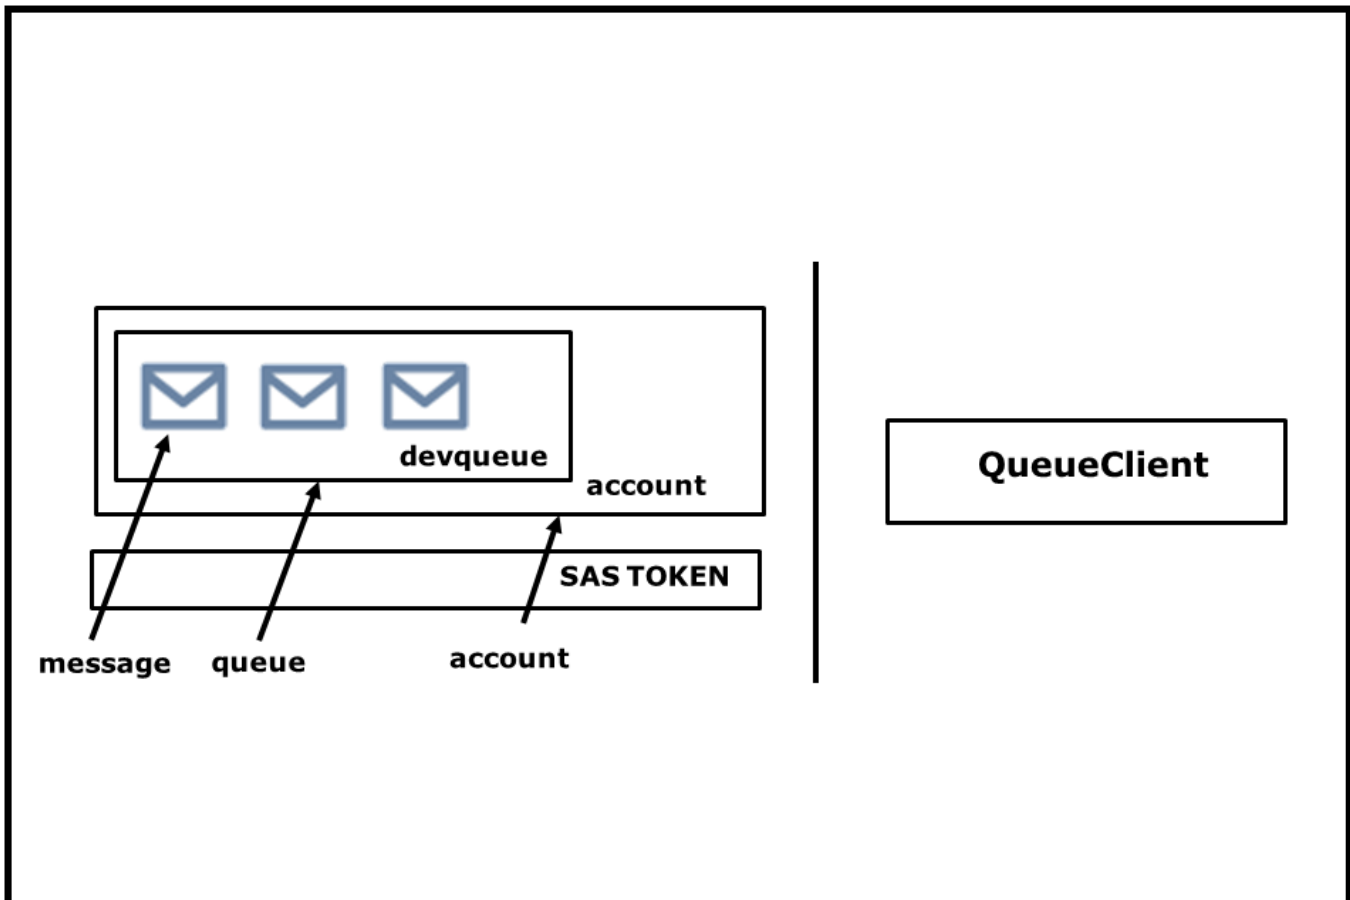 devqueue
account
QueueClient
SAS TOKEN
message
queue
account